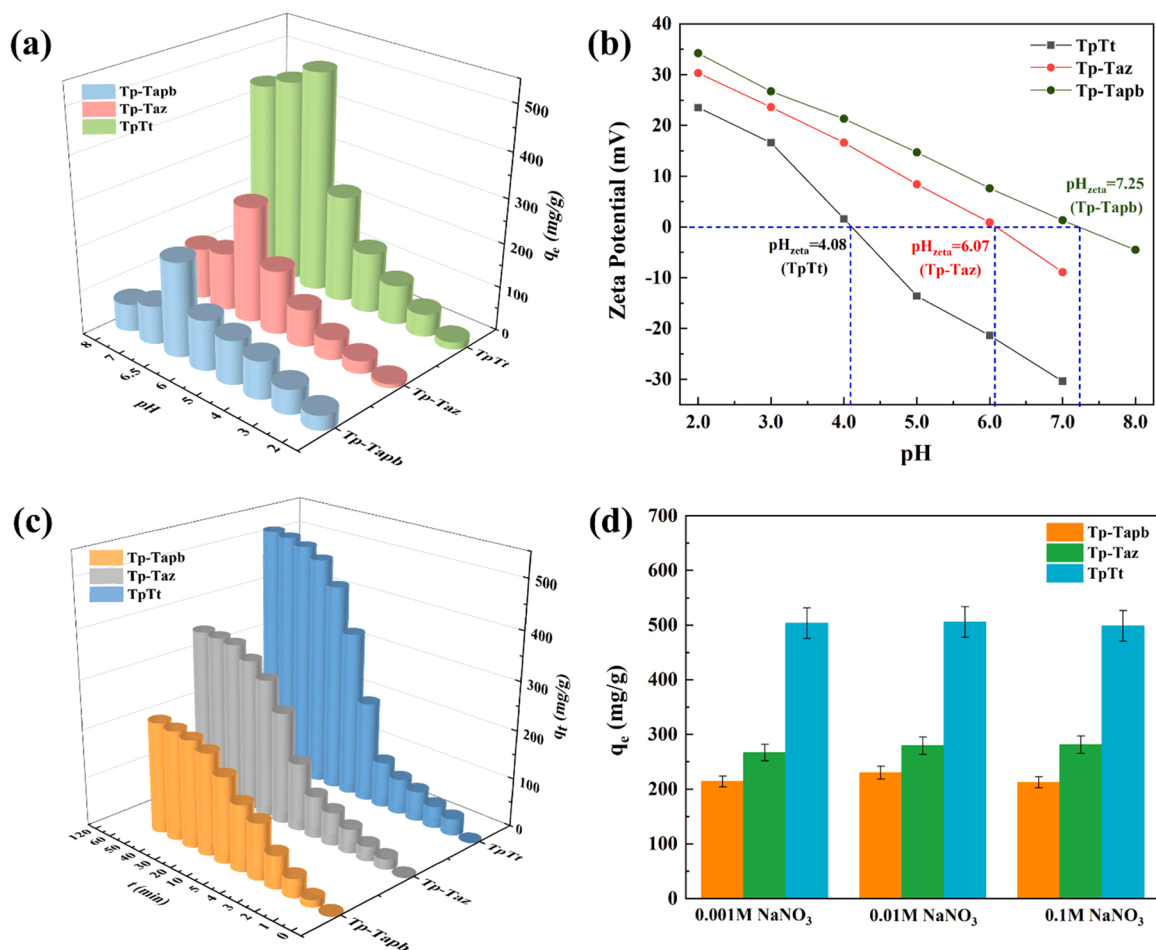 (a)
Tp-Tapb
Tp-Taz
TpTt
500
400
300
200
100
0
qe (mg/g)
8
7
6.5
6
5
4
3
2
pH
TpTt
Tp-Taz
Tp-Tapb
(b)
TpTt
Tp-Taz
Tp-Tapb
40
30
20
10
0
-10
-20
-30
Zeta Potential (mV)
pHzeta=7.25
(Tp-Tapb)
pHzeta=4.08
(TpTt)
pHzeta=6.07
(Tp-Taz)
2.0 3.0 4.0 5.0 6.0 7.0 8.0
pH
(c)
Tp-Tapb
Tp-Taz
TpTt
500
400
300
200
100
0
qt (mg/g)
120
60
50
40
30
20
10
5
4
3
2
1
0
t (min)
TpTt
Tp-Taz
Tp-Tapb
(d)
Tp-Tapb
Tp-Taz
TpTt
700
600
500
400
300
200
100
0
qe (mg/g)
0.001M NaNO3 0.01M NaNO3 0.1M NaNO3